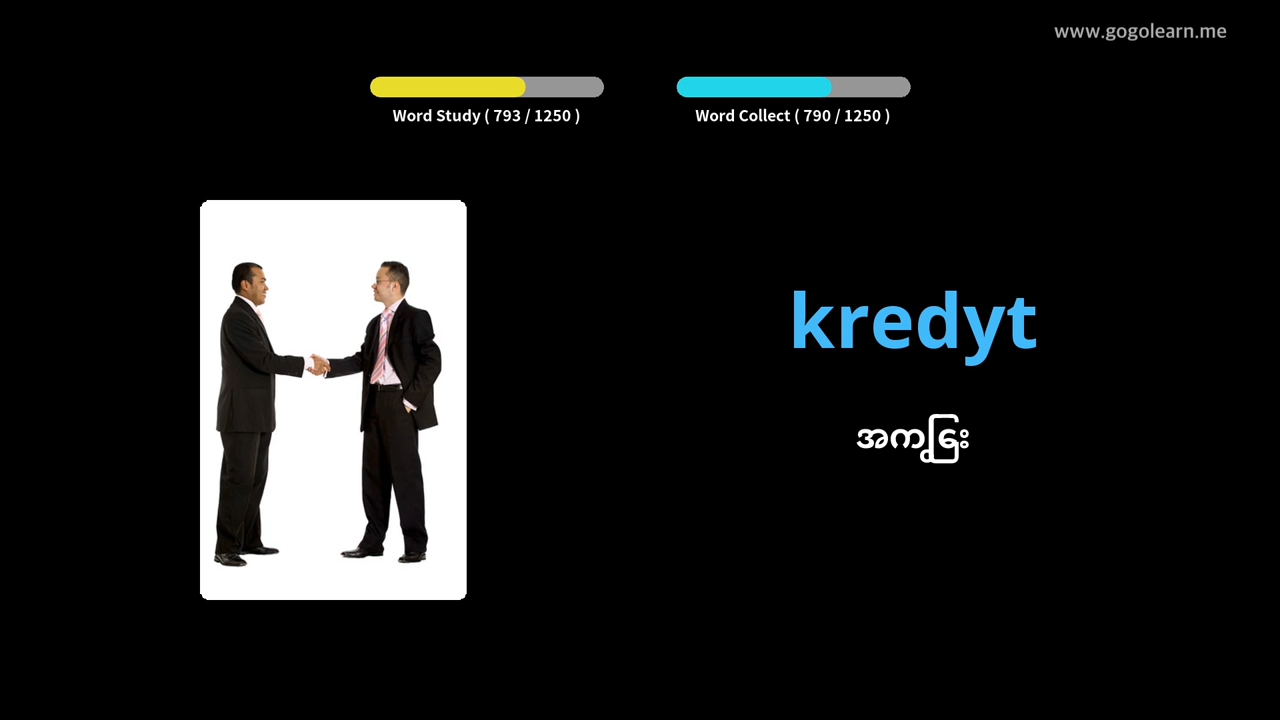 www.gogolearn.me
Word Study ( 793 / 1250 )
Word Collect ( 790 / 1250 )
kredyt
အကြွေး